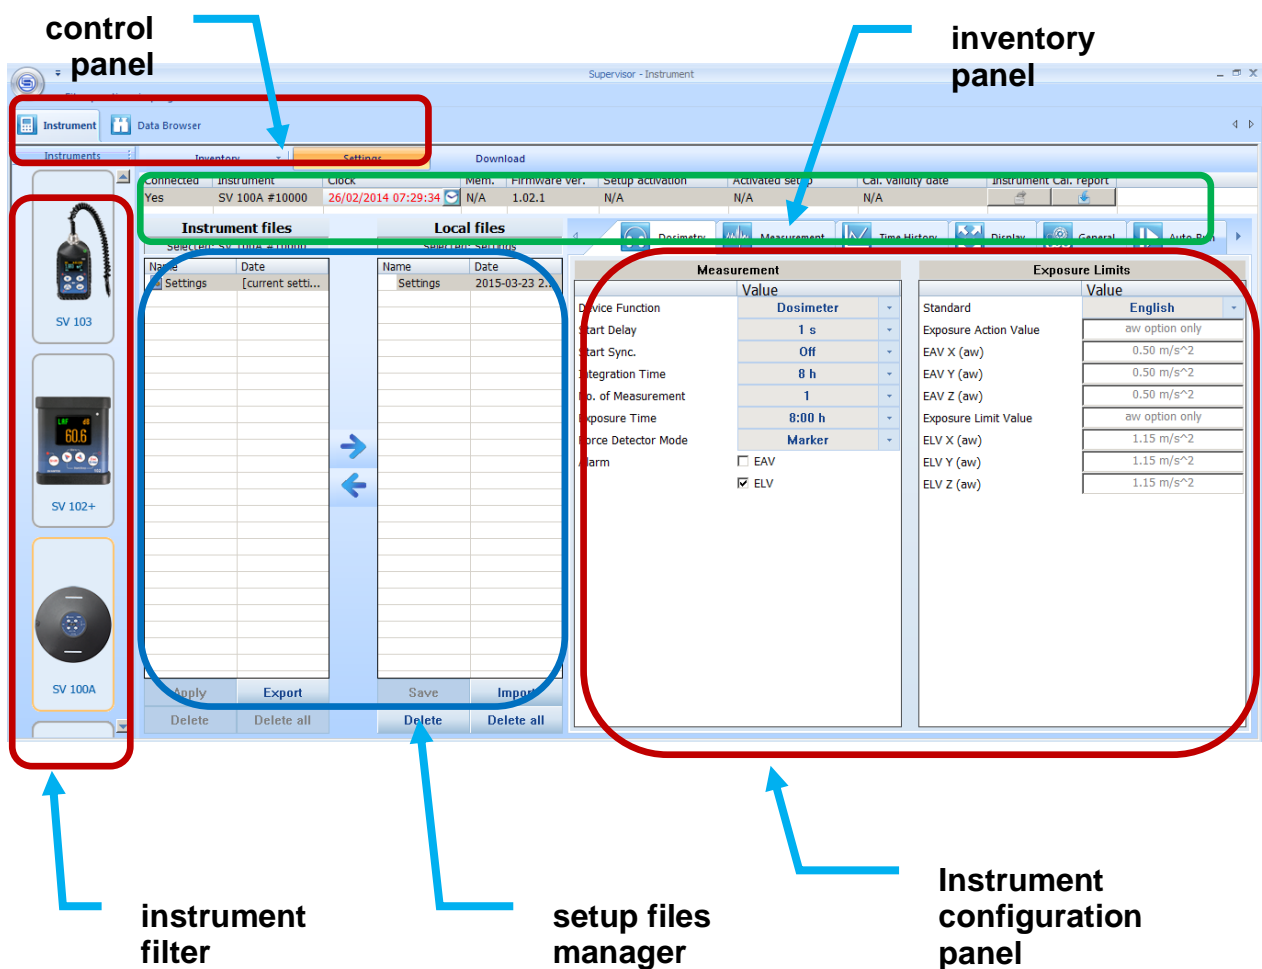 control
panel
inventory
panel
Supervisor - Instrument
Instrument
Data Browser
Instruments
Inventory
Settings
Download
Connected Instrument Clock Mem. Firmware ver. Setup activation Activated setup Cal. validity date Instrument Cal. report
Yes SV 100A #10000 26/02/2014 07:29:34 N/A 1.02.1 N/A N/A N/A
Instrument files
Selected: SV 100A #10000
Local files
Selected: Settings
Dosimetry
Measurement
Time History
Display
General
Auto Run
Name Date
Settings [current setti...
Name Date
Settings 2015-03-23 2...
Measurement
Value
Device Function Dosimeter
Start Delay 1 s
Start Sync. Off
Integration Time 8 h
No. of Measurement 1
Exposure Time 8:00 h
Force Detector Mode Marker
Alarm EAV
ELV
Exposure Limits
Value
Standard English
Exposure Action Value aw option only
EAV X (aw) 0.50 m/s^2
EAV Y (aw) 0.50 m/s^2
EAV Z (aw) 0.50 m/s^2
Exposure Limit Value aw option only
ELV X (aw) 1.15 m/s^2
ELV Y (aw) 1.15 m/s^2
ELV Z (aw) 1.15 m/s^2
SV 103
60.6
SV 102+
SV 100A
Apply Export
Delete Delete all
Save Import
Delete Delete all
instrument
filter
setup files
manager
Instrument
configuration
panel